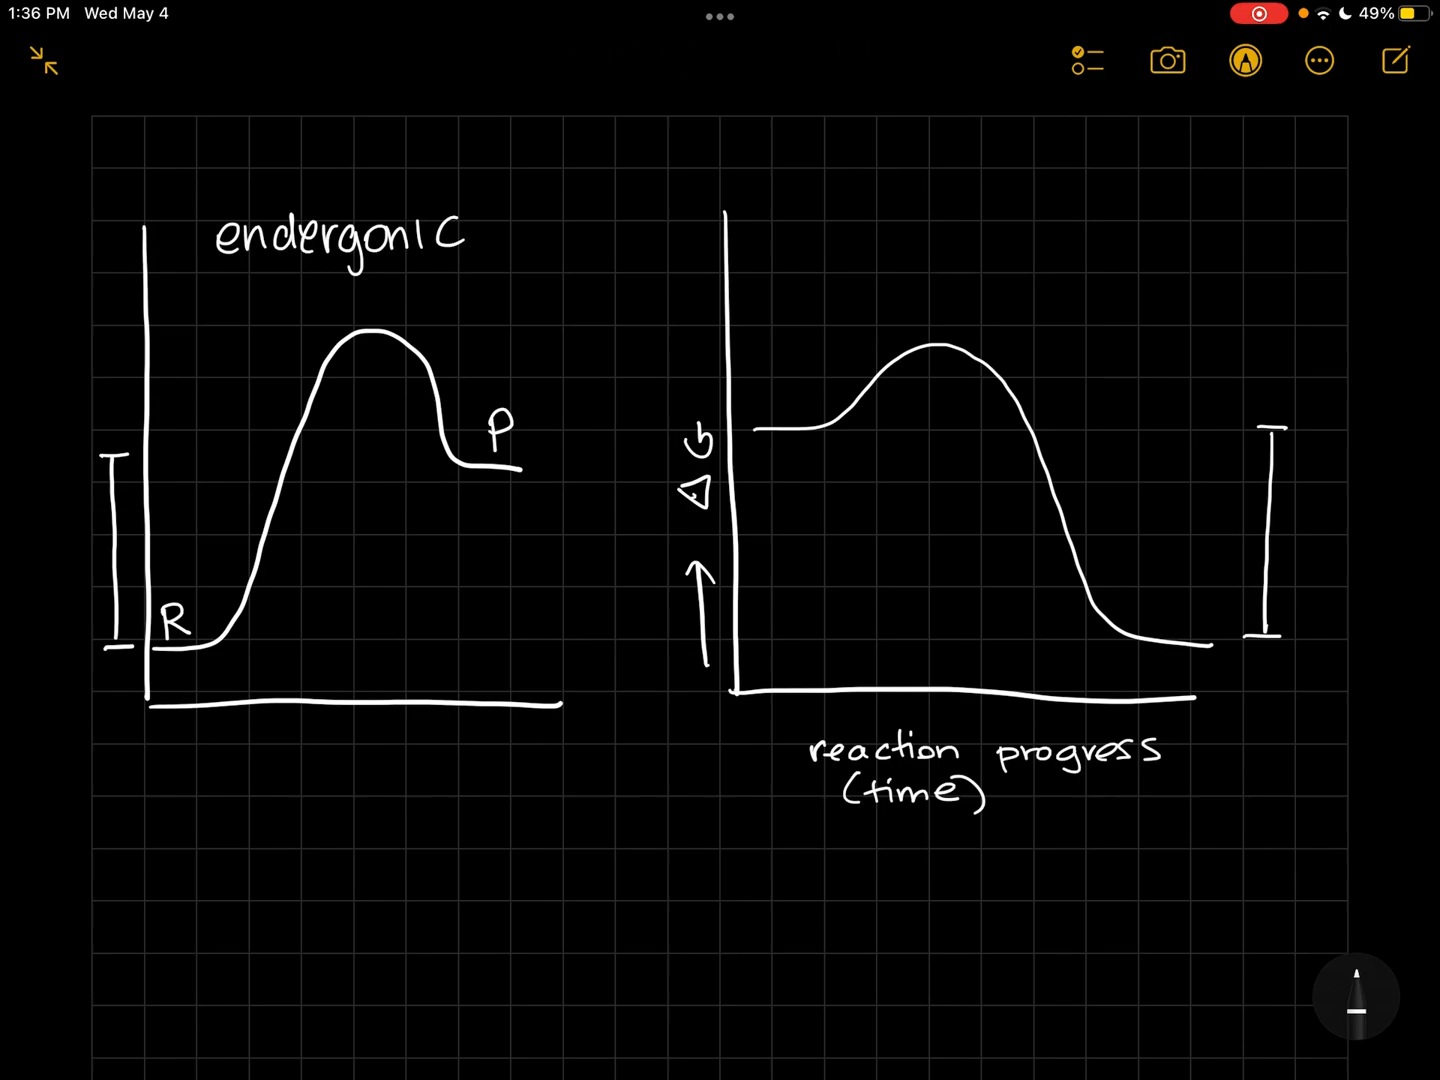 1:36 PM Wed May 4
49%
endergonic
P
R
ΔG
reaction progress
(time)